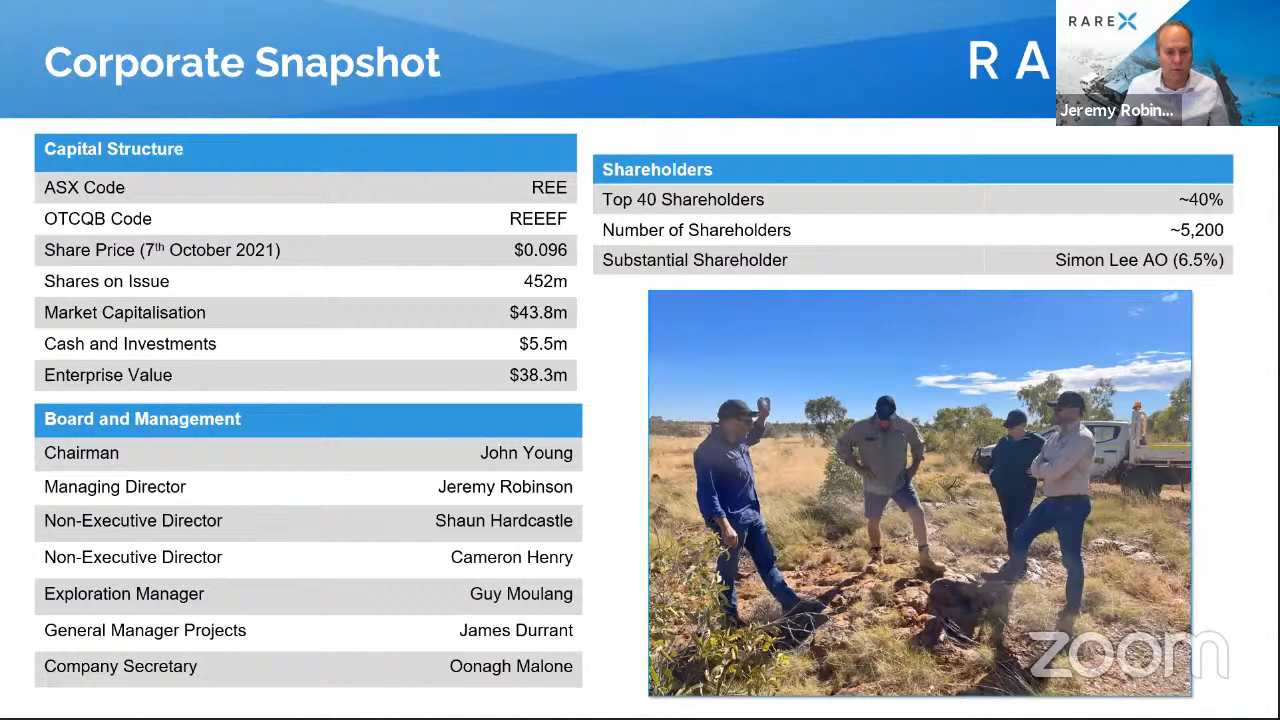 Corporate Snapshot
R A
RAREX
Jeremy Robin...
Capital Structure
ASX Code REE
OTCQB Code REEEF
Share Price (7th October 2021) $0.096
Shares on Issue 452m
Market Capitalisation $43.8m
Cash and Investments $5.5m
Enterprise Value $38.3m
Shareholders
Top 40 Shareholders ~40%
Number of Shareholders ~5,200
Substantial Shareholder Simon Lee AO (6.5%)
Board and Management
Chairman John Young
Managing Director Jeremy Robinson
Non-Executive Director Shaun Hardcastle
Non-Executive Director Cameron Henry
Exploration Manager Guy Moulang
General Manager Projects James Durrant
Company Secretary Oonagh Malone
zoom